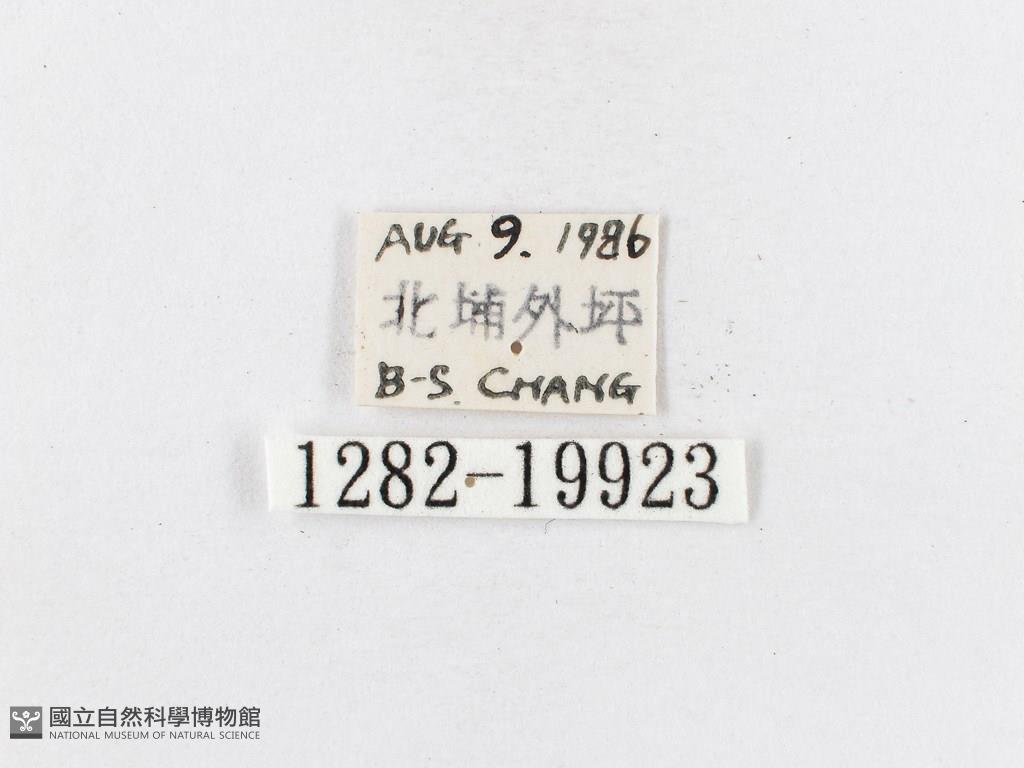 AUG 9. 1986
北埔外坪
B-S. CHANG
1282-19923
國立自然科學博物館
NATIONAL MUSEUM OF NATURAL SCIENCE